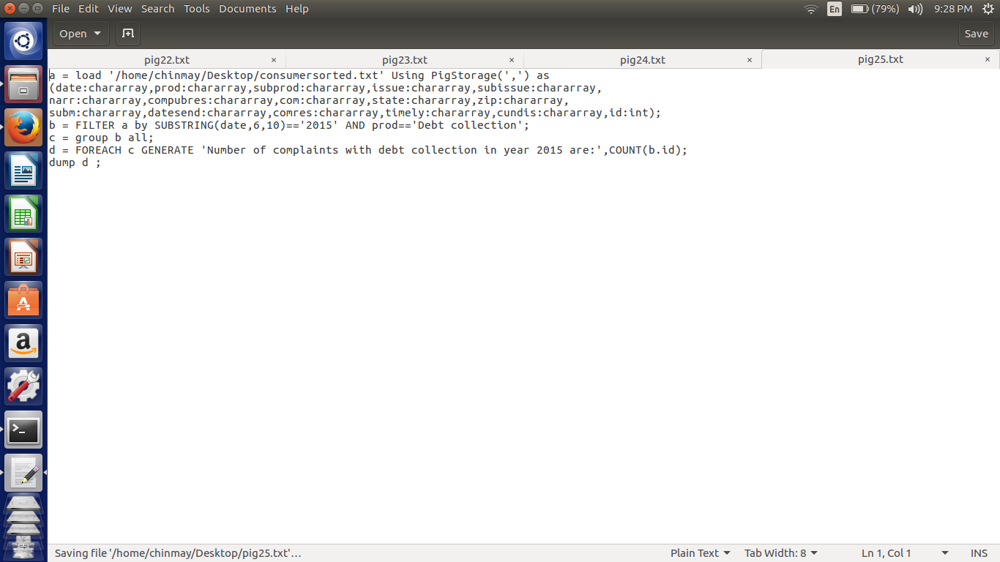 File Edit View Search Tools Documents Help
En (79%) 9:28 PM
Open Save
pig22.txt × pig23.txt × pig24.txt × pig25.txt ×
a = load '/home/chinmay/Desktop/consumersorted.txt' Using PigStorage(',') as
(date:chararray,prod:chararray,subprod:chararray,issue:chararray,subissue:chararray,
narr:chararray,compubres:chararray,com:chararray,state:chararray,zip:chararray,
subm:chararray,datesend:chararray,comres:chararray,timely:chararray,cundis:chararray,id:int);
b = FILTER a by SUBSTRING(date,6,10)=='2015' AND prod=='Debt collection';
c = group b all;
d = FOREACH c GENERATE 'Number of complaints with debt collection in year 2015 are:',COUNT(b.id);
dump d ;
Saving file '/home/chinmay/Desktop/pig25.txt'… Plain Text Tab Width: 8 Ln 1, Col 1 INS